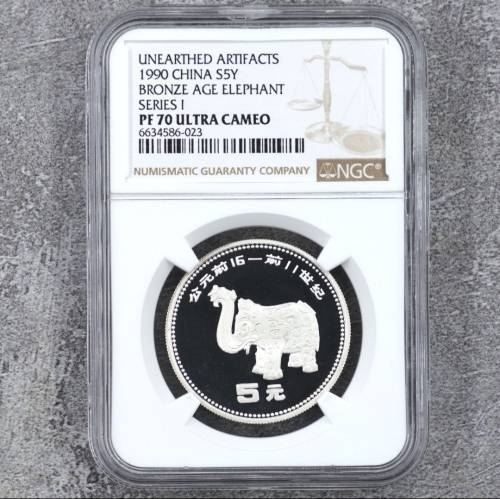 UNEARTHED ARTIFACTS
1990 CHINA S5Y
BRONZE AGE ELEPHANT
SERIES I
PF 70 ULTRA CAMEO
6634586-023
NUMISMATIC GUARANTY COMPANY
NGC®
公元前16一前11世纪
5元